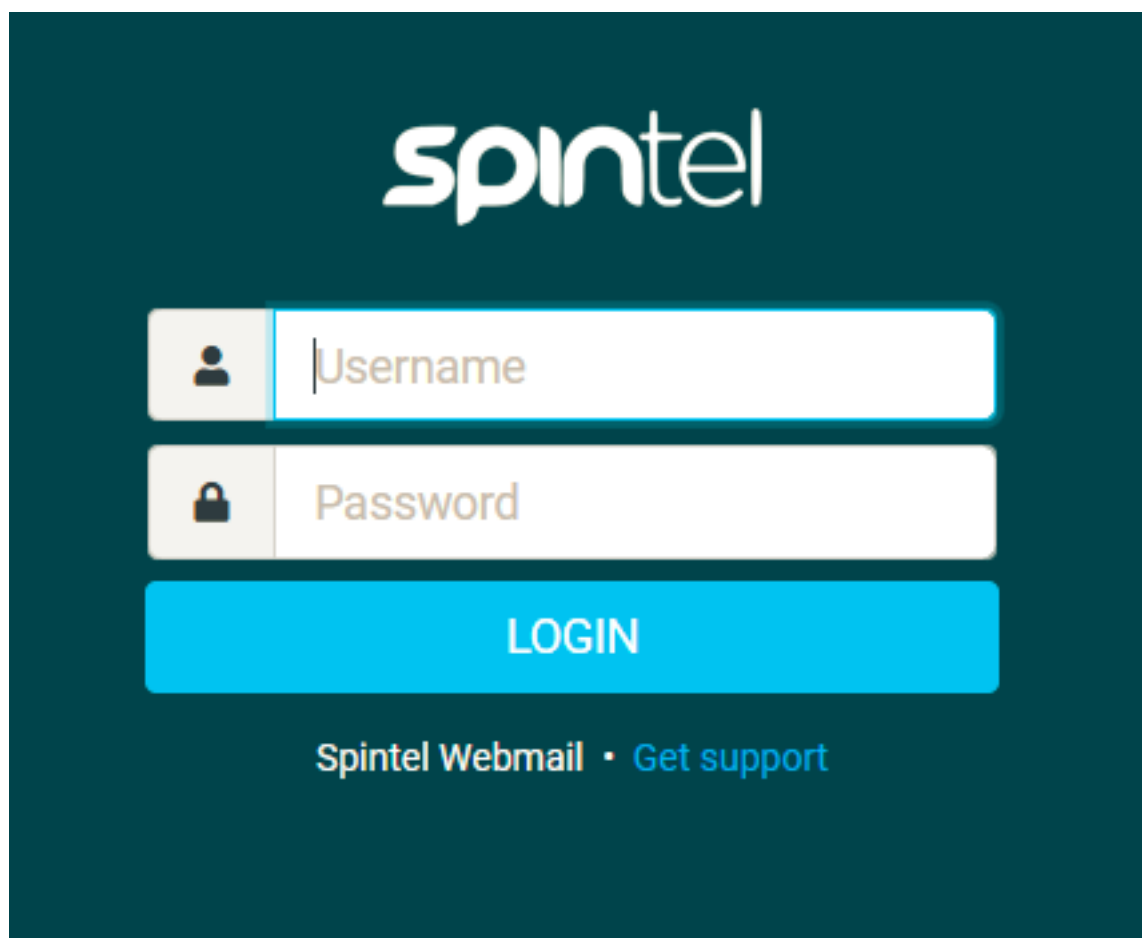 spintel
Username
Password
LOGIN
Spintel Webmail • Get support